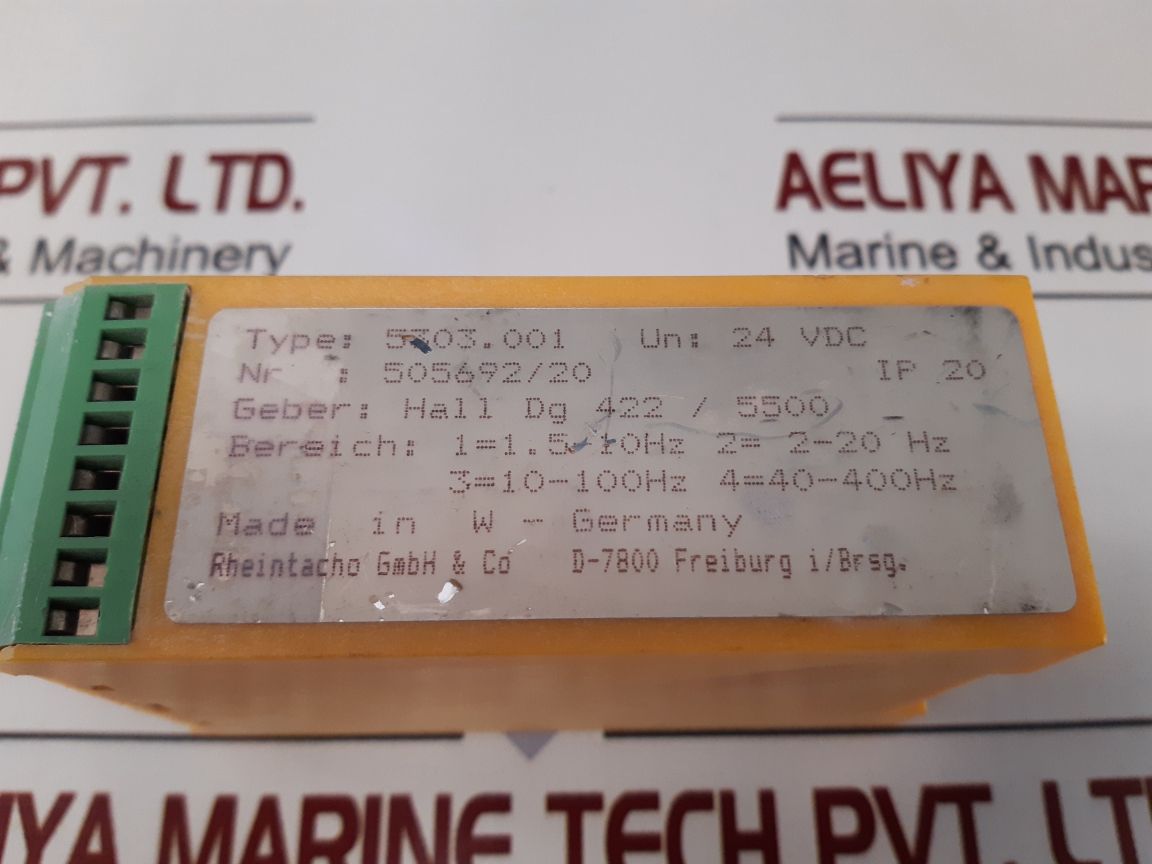 PVT. LTD.
& Machinery
AELIYA MAR
Marine & Indus
Type: 5303.001 Un: 24 VDC
Nr : 505692/20 IP 20
Geber: Hall Dg 422 / 5500
Bereich: 1=1.5-10Hz 2= 2-20 Hz
3=10-100Hz 4=40-400Hz
Made in W - Germany
Rheintacho GmbH & Co D-7800 Freiburg i/Brsg.
LIYA MARINE TECH PVT. LT